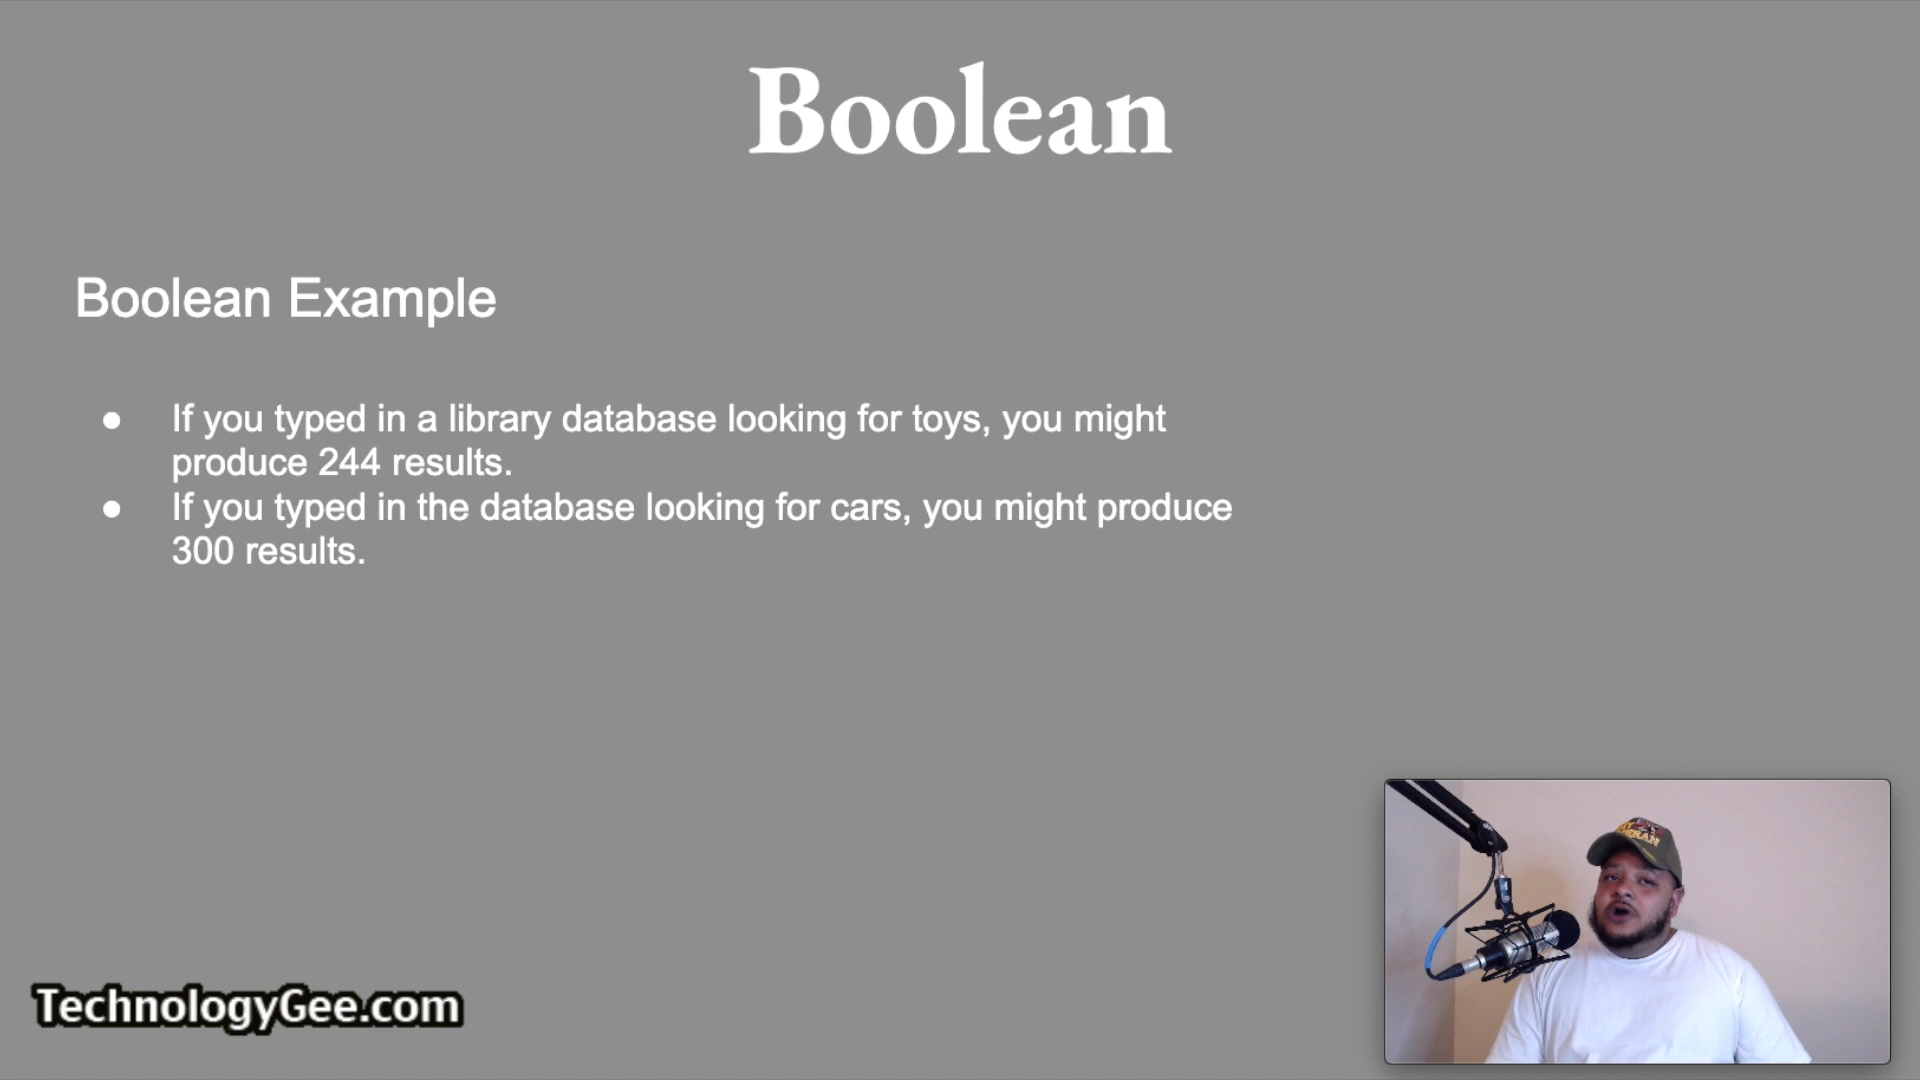 Boolean
Boolean Example
● If you typed in a library database looking for toys, you might
produce 244 results.
● If you typed in the database looking for cars, you might produce
300 results.
TechnologyGee.com